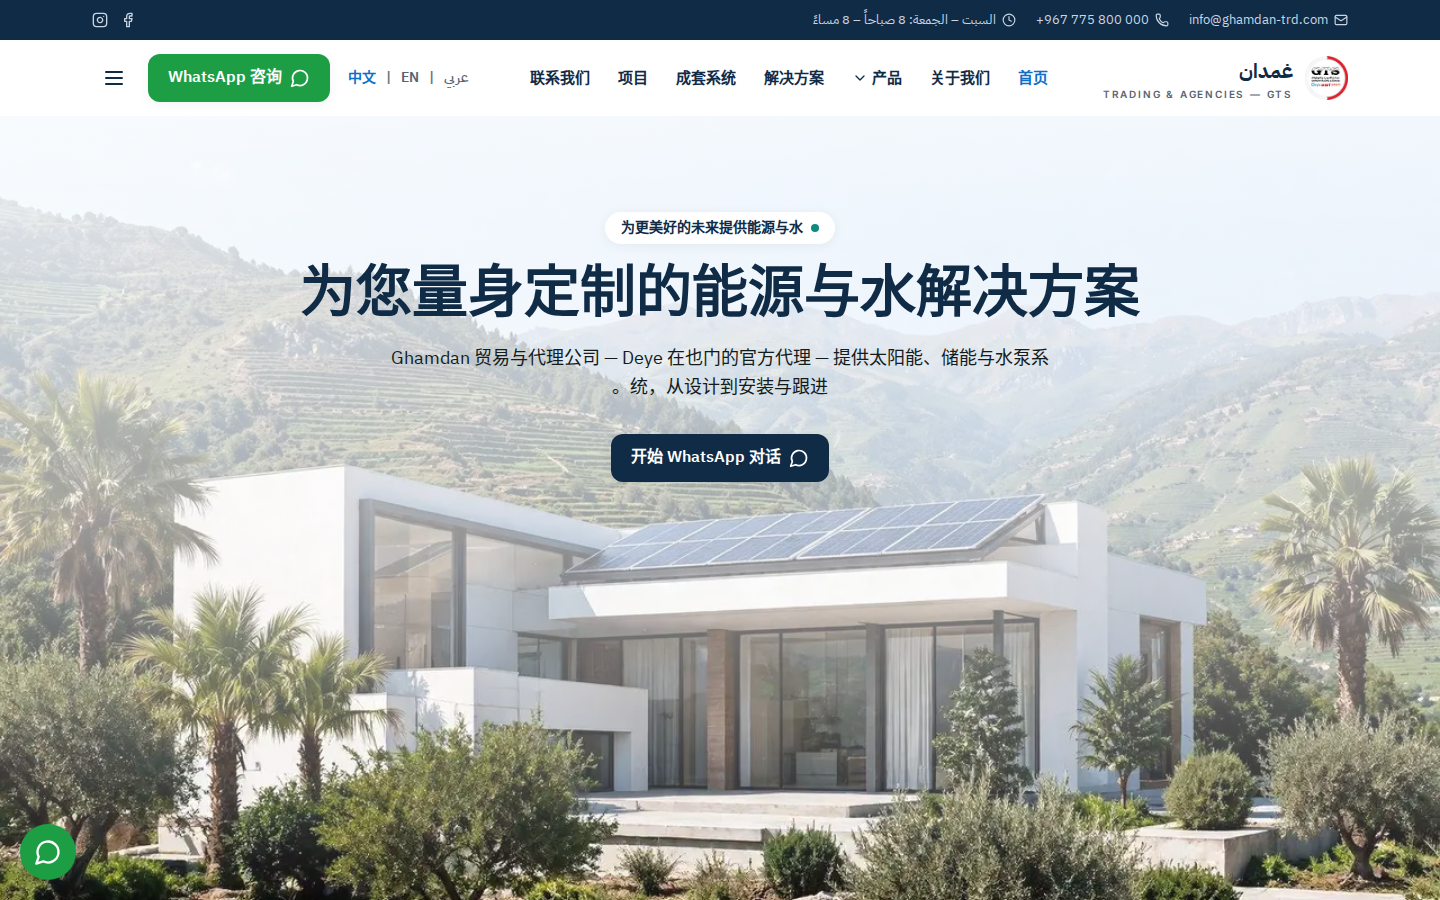 info@ghamdan-trd.com
+967 775 800 000
السبت – الجمعة: 8 صباحاً – 8 مساءً
غمدان
TRADING & AGENCIES — GTS
GTS
首页
关于我们
产品
解决方案
成套系统
项目
联系我们
عربي | EN | 中文
WhatsApp 咨询
为更美好的未来提供能源与水
为您量身定制的能源与水解决方案
Ghamdan 贸易与代理公司 — Deye 在也门的官方代理 — 提供太阳能、储能与水泵系
统，从设计到安装与跟进。
开始 WhatsApp 对话